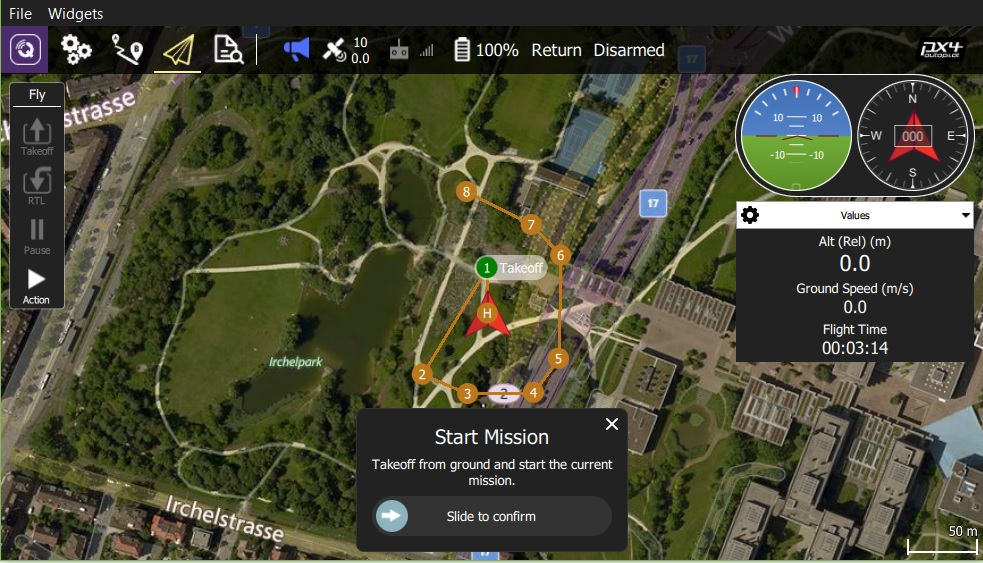 File Widgets
10
0.0
100% Return Disarmed
PX4
autopilot
Fly
Takeoff
RTL
Pause
Action
strasse
17
17
10 10
-10 -10
N
W 000 E
S
Values
Alt (Rel) (m)
0.0
Ground Speed (m/s)
0.0
Flight Time
00:03:14
8
7
6
1 Takeoff
H
5
2
3 2 4
Irchelpark
Start Mission
Takeoff from ground and start the current
mission.
Slide to confirm
Irchelstrasse
17
50 m